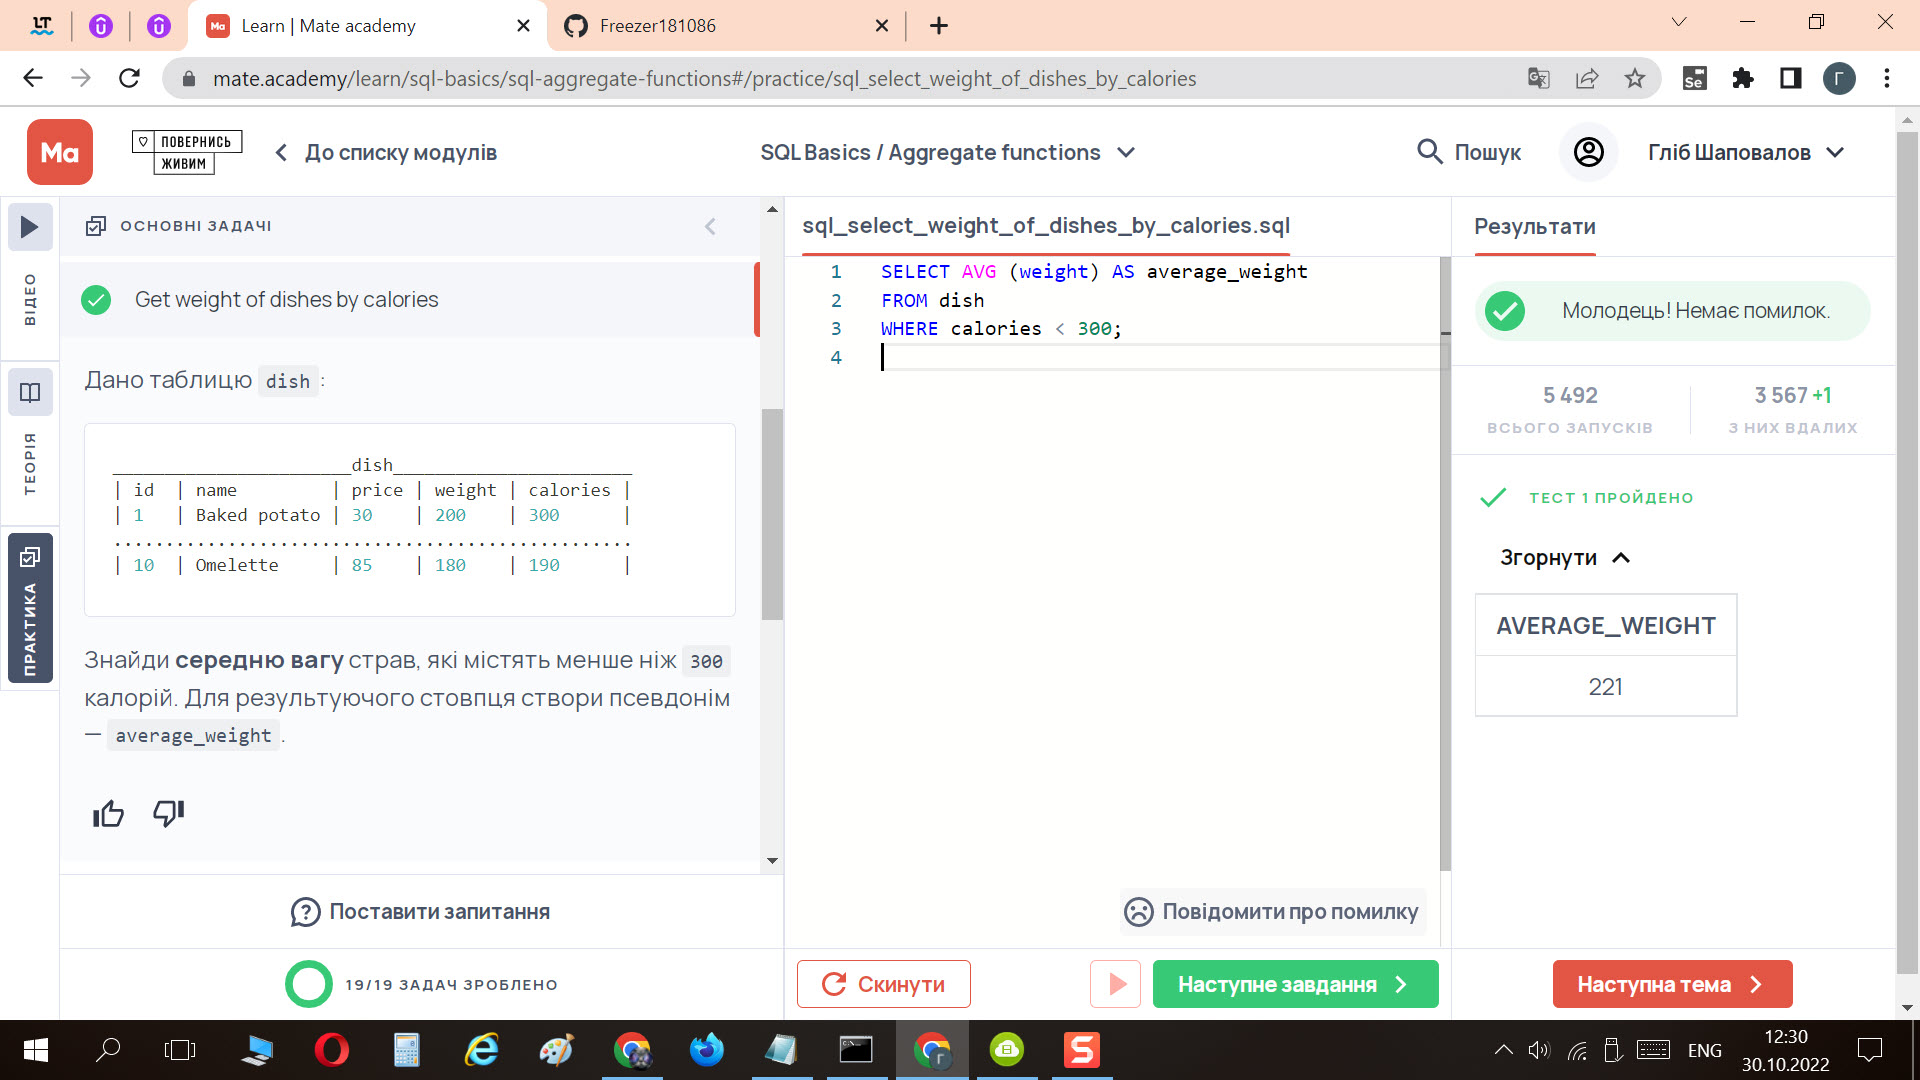 Learn | Mate academy
Freezer181086
mate.academy/learn/sql-basics/sql-aggregate-functions#/practice/sql_select_weight_of_dishes_by_calories
Ma
ПОВЕРНИСЬ
ЖИВИМ
До списку модулів
SQL Basics / Aggregate functions
Пошук
Гліб Шаповалов
ВІДЕО
ТЕОРІЯ
ПРАКТИКА
ОСНОВНІ ЗАДАЧІ
Get weight of dishes by calories
Дано таблицю dish :
_______________________dish_______________________
| id | name | price | weight | calories |
| 1 | Baked potato | 30 | 200 | 300 |
..................................................
| 10 | Omelette | 85 | 180 | 190 |
Знайди середню вагу страв, які містять менше ніж 300
калорій. Для результуючого стовпця створи псевдонім
— average_weight .
Поставити запитання
19/19 ЗАДАЧ ЗРОБЛЕНО
sql_select_weight_of_dishes_by_calories.sql
1 SELECT AVG (weight) AS average_weight
2 FROM dish
3 WHERE calories < 300;
4
Повідомити про помилку
Скинути
Наступне завдання
Результати
Молодець! Немає помилок.
5 492
ВСЬОГО ЗАПУСКІВ
3 567 +1
З НИХ ВДАЛИХ
ТЕСТ 1 ПРОЙДЕНО
Згорнути
AVERAGE_WEIGHT
221
Наступна тема
ENG
12:30
30.10.2022